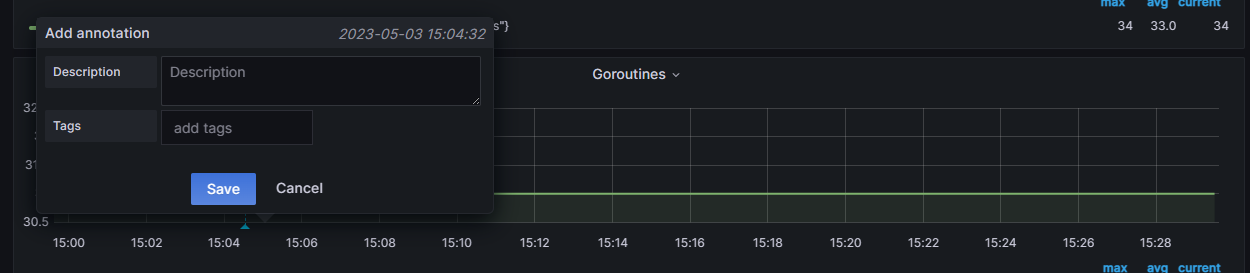 max avg current
s"} 34 33.0 34
Add annotation 2023-05-03 15:04:32
Description Description
Goroutines
Tags add tags
32
31
Save Cancel
30.5
15:00 15:02 15:04 15:06 15:08 15:10 15:12 15:14 15:16 15:18 15:20 15:22 15:24 15:26 15:28
max avg current